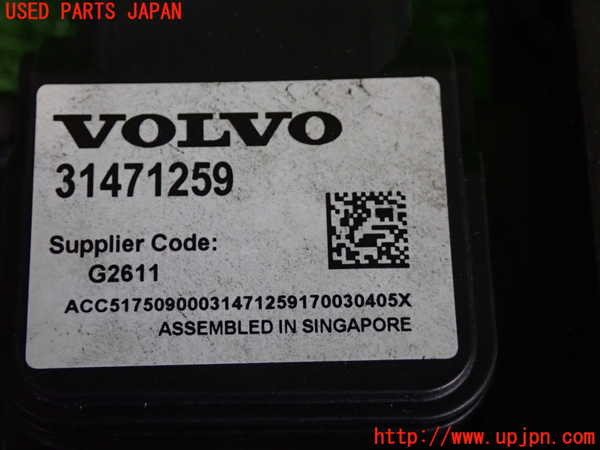 USED PARTS JAPAN
VOLVO
31471259
Supplier Code:
G2611
ACC51750900031471259170030405X
ASSEMBLED IN SINGAPORE
http://www.upjpn.com